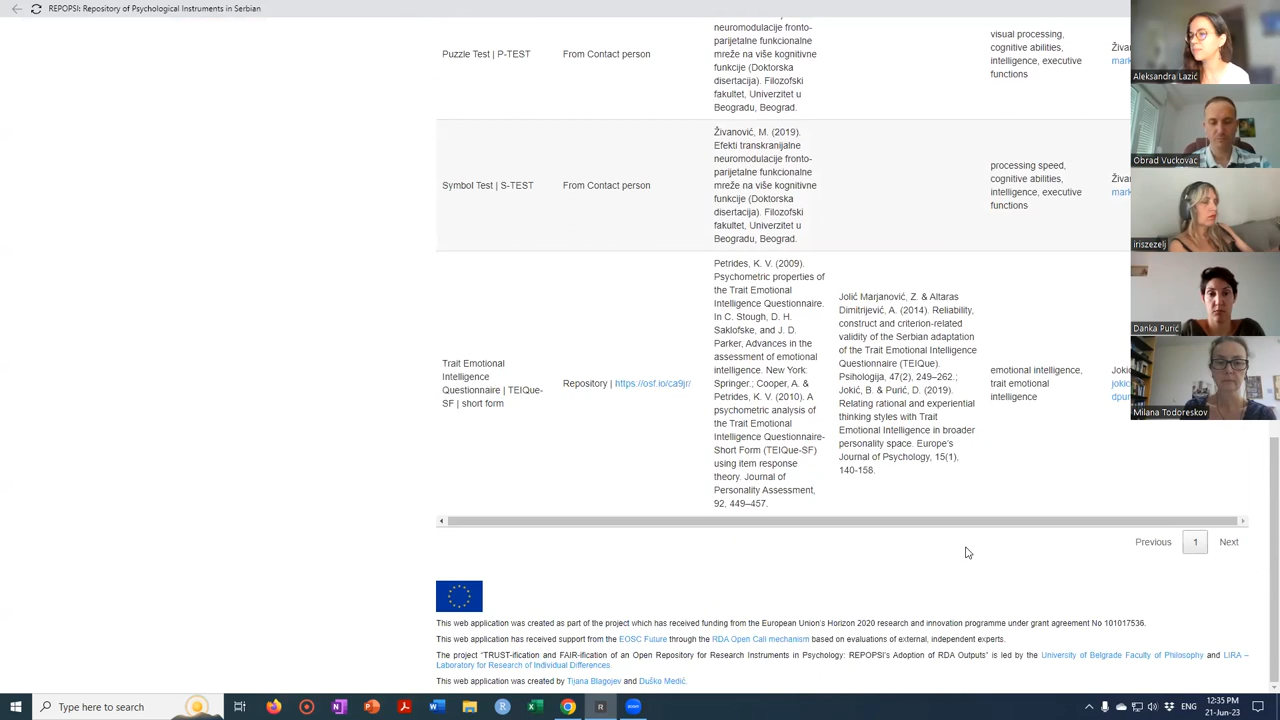 REPOPSI: Repository of Psychological Instruments in Serbian
neuromodulacije fronto-
parijetalne funkcionalne
mreže na više kognitivne
funkcije (Doktorska
disertacija). Filozofski
fakultet, Univerzitet u
Beogradu, Beograd.
Puzzle Test | P-TEST
From Contact person
visual processing,
cognitive abilities,
intelligence, executive
functions
Živa
mark
Symbol Test | S-TEST
From Contact person
Živanović, M. (2019).
Efekti transkranijalne
neuromodulacije fronto-
parijetalne funkcionalne
mreže na više kognitivne
funkcije (Doktorska
disertacija). Filozofski
fakultet, Univerzitet u
Beogradu, Beograd.
processing speed,
cognitive abilities,
intelligence, executive
functions
Živa
mark
Trait Emotional
Intelligence
Questionnaire | TEIQue-
SF | short form
Repository | https://osf.io/ca9jr/
Petrides, K. V. (2009).
Psychometric properties of
the Trait Emotional
Intelligence Questionnaire.
In C. Stough, D. H.
Saklofske, and J. D.
Parker, Advances in the
assessment of emotional
intelligence. New York:
Springer.; Cooper, A. &
Petrides, K. V. (2010). A
psychometric analysis of
the Trait Emotional
Intelligence Questionnaire-
Short Form (TEIQue-SF)
using item response
theory. Journal of
Personality Assessment,
92, 449–457.
Jolić Marjanović, Z. & Altaras
Dimitrijević, A. (2014). Reliability,
construct and criterion-related
validity of the Serbian adaptation
of the Trait Emotional Intelligence
Questionnaire (TEIQue).
Psihologija, 47(2), 249–262.;
Jokić, B. & Purić, D. (2019).
Relating rational and experiential
thinking styles with Trait
Emotional Intelligence in broader
personality space. Europe's
Journal of Psychology, 15(1),
140-158.
emotional intelligence,
trait emotional
intelligence
Jokic
jokic
dpur
Previous 1 Next
This web application was created as part of the project which has received funding from the European Union's Horizon 2020 research and innovation programme under grant agreement No 101017536.
This web application has received support from the EOSC Future through the RDA Open Call mechanism based on evaluations of external, independent experts.
The project "TRUST-ification and FAIR-ification of an Open Repository for Research Instruments in Psychology: REPOPSI's Adoption of RDA Outputs" is led by the University of Belgrade Faculty of Philosophy and LIRA –
Laboratory for Research of Individual Differences.
This web application was created by Tijana Blagojev and Duško Medić.
Aleksandra Lazić
Obrad Vuckovac
iriszezelj
Danka Purić
Milana Todoreskov
Type here to search
12:35 PM
21-Jun-23